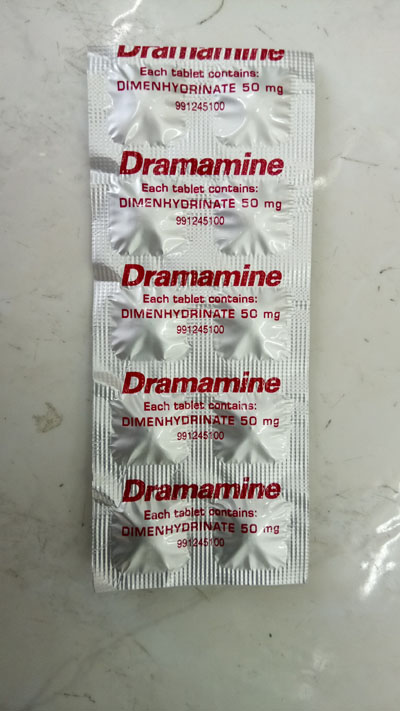 Dramamine
Each tablet contains:
DIMENHYDRINATE 50 mg
991245100
Dramamine
Each tablet contains:
DIMENHYDRINATE 50 mg
991245100
Dramamine
Each tablet contains:
DIMENHYDRINATE 50 mg
991245100
Dramamine
Each tablet contains:
DIMENHYDRINATE 50 mg
991245100
Dramamine
Each tablet contains:
DIMENHYDRINATE 50 mg
991245100